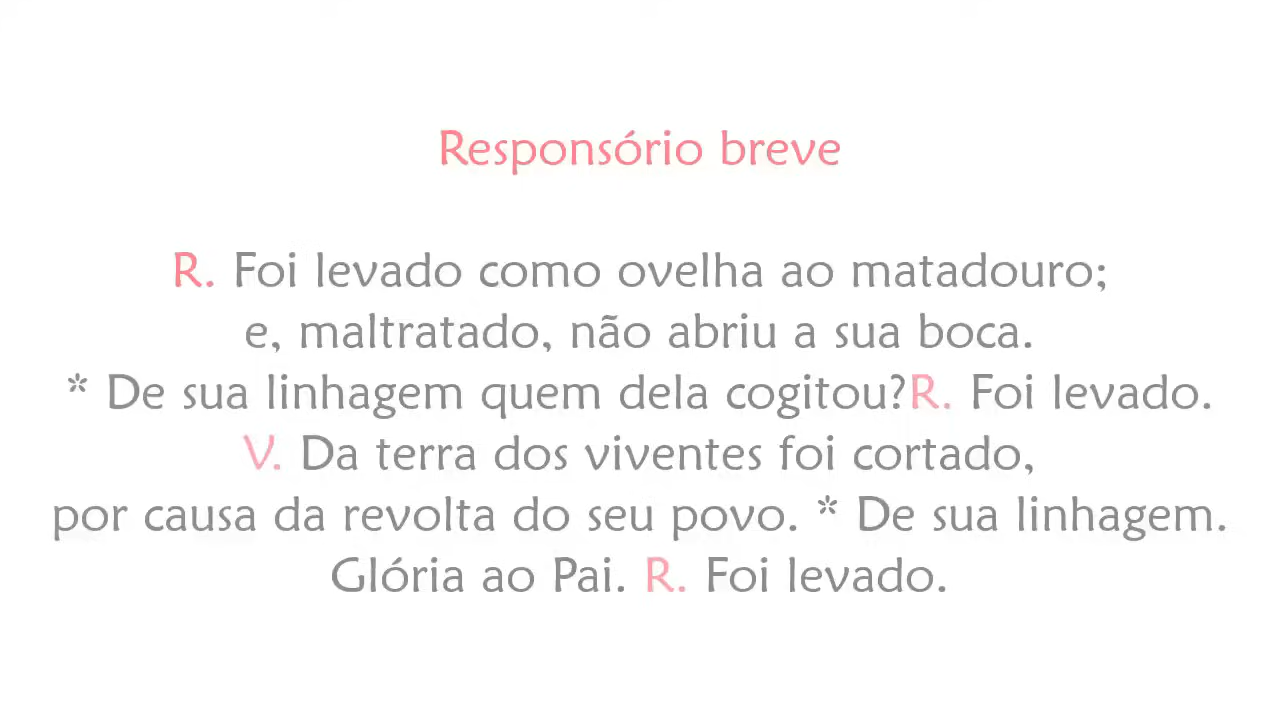 Responsório breve
R. Foi levado como ovelha ao matadouro;
e, maltratado, não abriu a sua boca.
* De sua linhagem quem dela cogitou?R. Foi levado.
V. Da terra dos viventes foi cortado,
por causa da revolta do seu povo. * De sua linhagem.
Glória ao Pai. R. Foi levado.